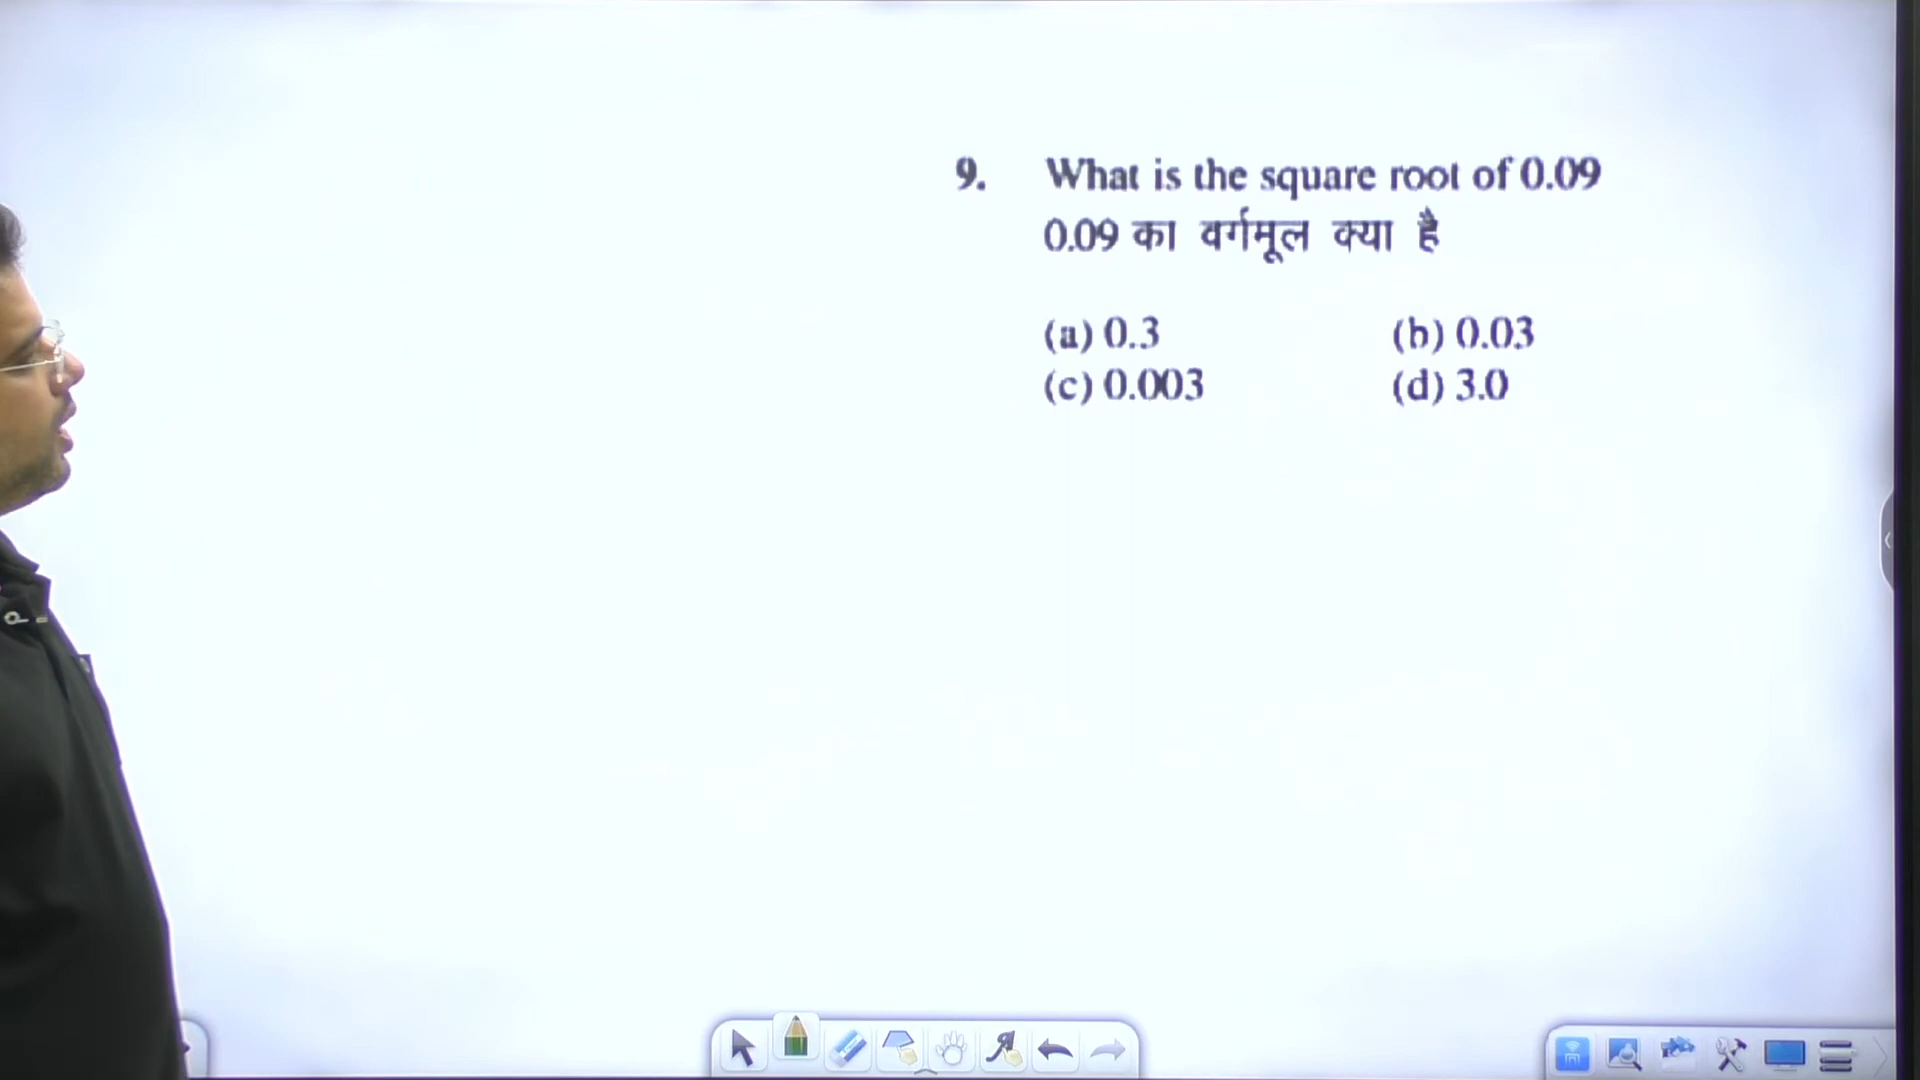 9. What is the square root of 0.09
0.09 का वर्गमूल क्या है
(a) 0.3 (b) 0.03
(c) 0.003 (d) 3.0